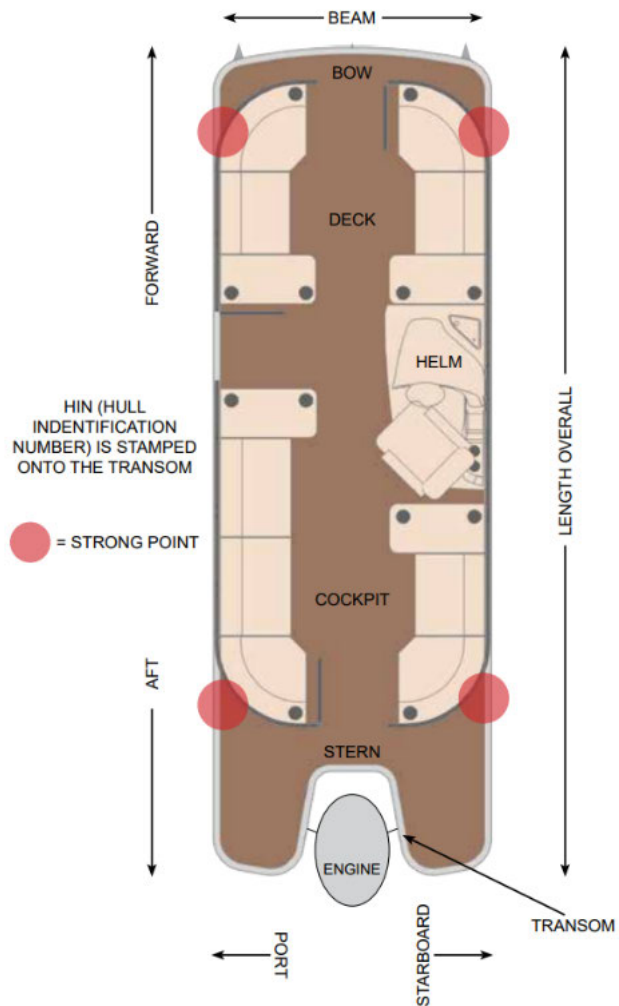 BEAM
BOW
FORWARD
DECK
HELM
HIN (HULL
INDENTIFICATION
NUMBER) IS STAMPED
ONTO THE TRANSOM
LENGTH OVERALL
= STRONG POINT
COCKPIT
AFT
STERN
ENGINE
TRANSOM
PORT
STARBOARD